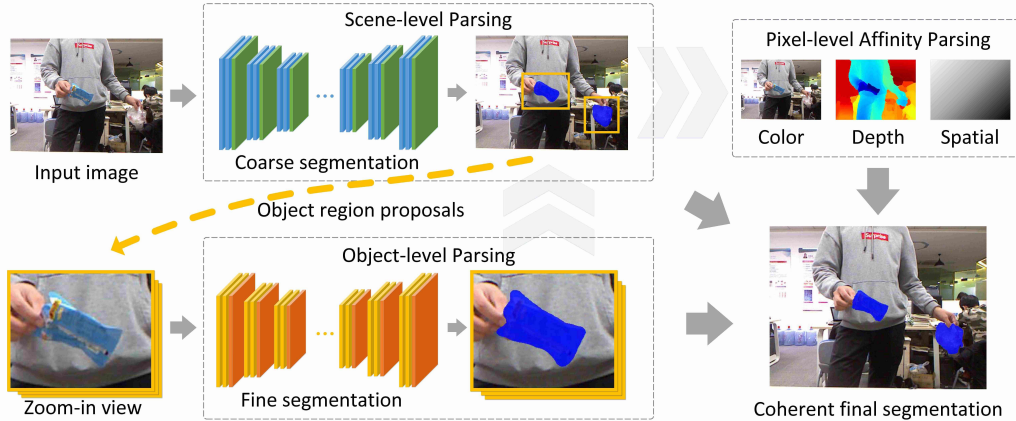 Scene-level Parsing
Pixel-level Affinity Parsing
Color
Depth
Spatial
Input image
Coarse segmentation
Object region proposals
Object-level Parsing
Zoom-in view
Fine segmentation
Coherent final segmentation